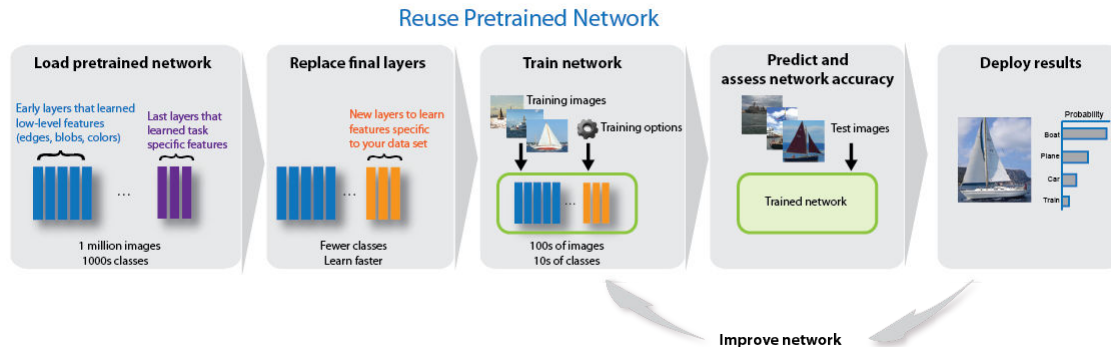 Reuse Pretrained Network
Load pretrained network
Early layers that learned
low-level features
(edges, blobs, colors)
Last layers that
learned task
specific features
...
1 million images
1000s classes
Replace final layers
New layers to learn
features specific
to your data set
...
Fewer classes
Learn faster
Train network
Training images
Training options
...
100s of images
10s of classes
Predict and
assess network accuracy
Test images
Trained network
Deploy results
Probability
Boat
Plane
Car
Train
Improve network